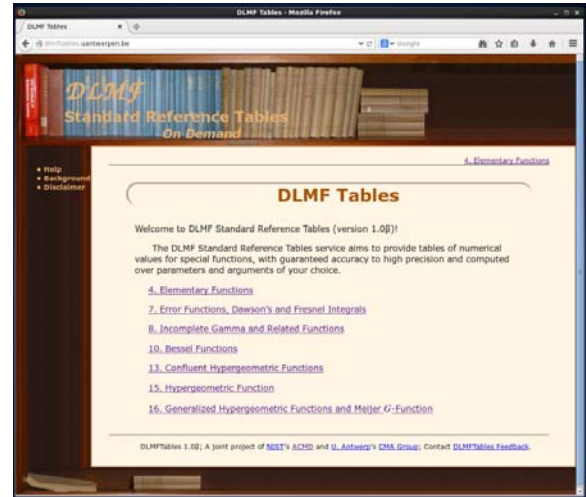 DLMF Tables - Mozilla Firefox
DLMF Tables
dlmftables.uantwerpen.be
Google
DLMF
Standard Reference Tables
On Demand
• Help
• Background
• Disclaimer
4. Elementary Functions
DLMF Tables
Welcome to DLMF Standard Reference Tables (version 1.0β)!
The DLMF Standard Reference Tables service aims to provide tables of numerical
values for special functions, with guaranteed accuracy to high precision and computed
over parameters and arguments of your choice.
4. Elementary Functions
7. Error Functions, Dawson's and Fresnel Integrals
8. Incomplete Gamma and Related Functions
10. Bessel Functions
13. Confluent Hypergeometric Functions
15. Hypergeometric Function
16. Generalized Hypergeometric Functions and Meijer G-Function
DLMFTables 1.0β; A joint project of NIST's ACMD and U. Antwerp's CMA Group; Contact DLMFTables Feedback.